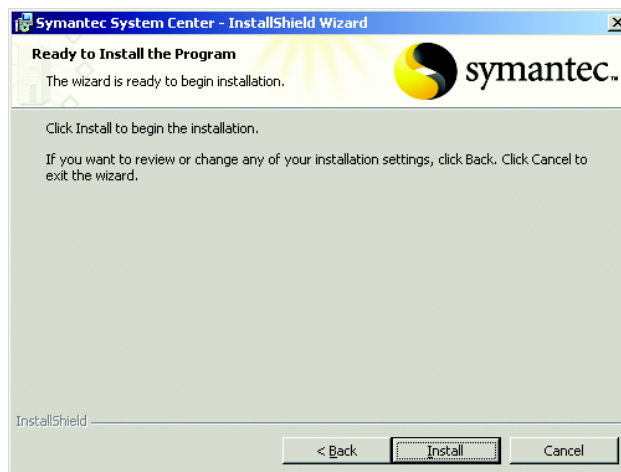 Symantec System Center - InstallShield Wizard
Ready to Install the Program
The wizard is ready to begin installation.
symantec™
Click Install to begin the installation.
If you want to review or change any of your installation settings, click Back. Click Cancel to
exit the wizard.
InstallShield
< Back
Install
Cancel